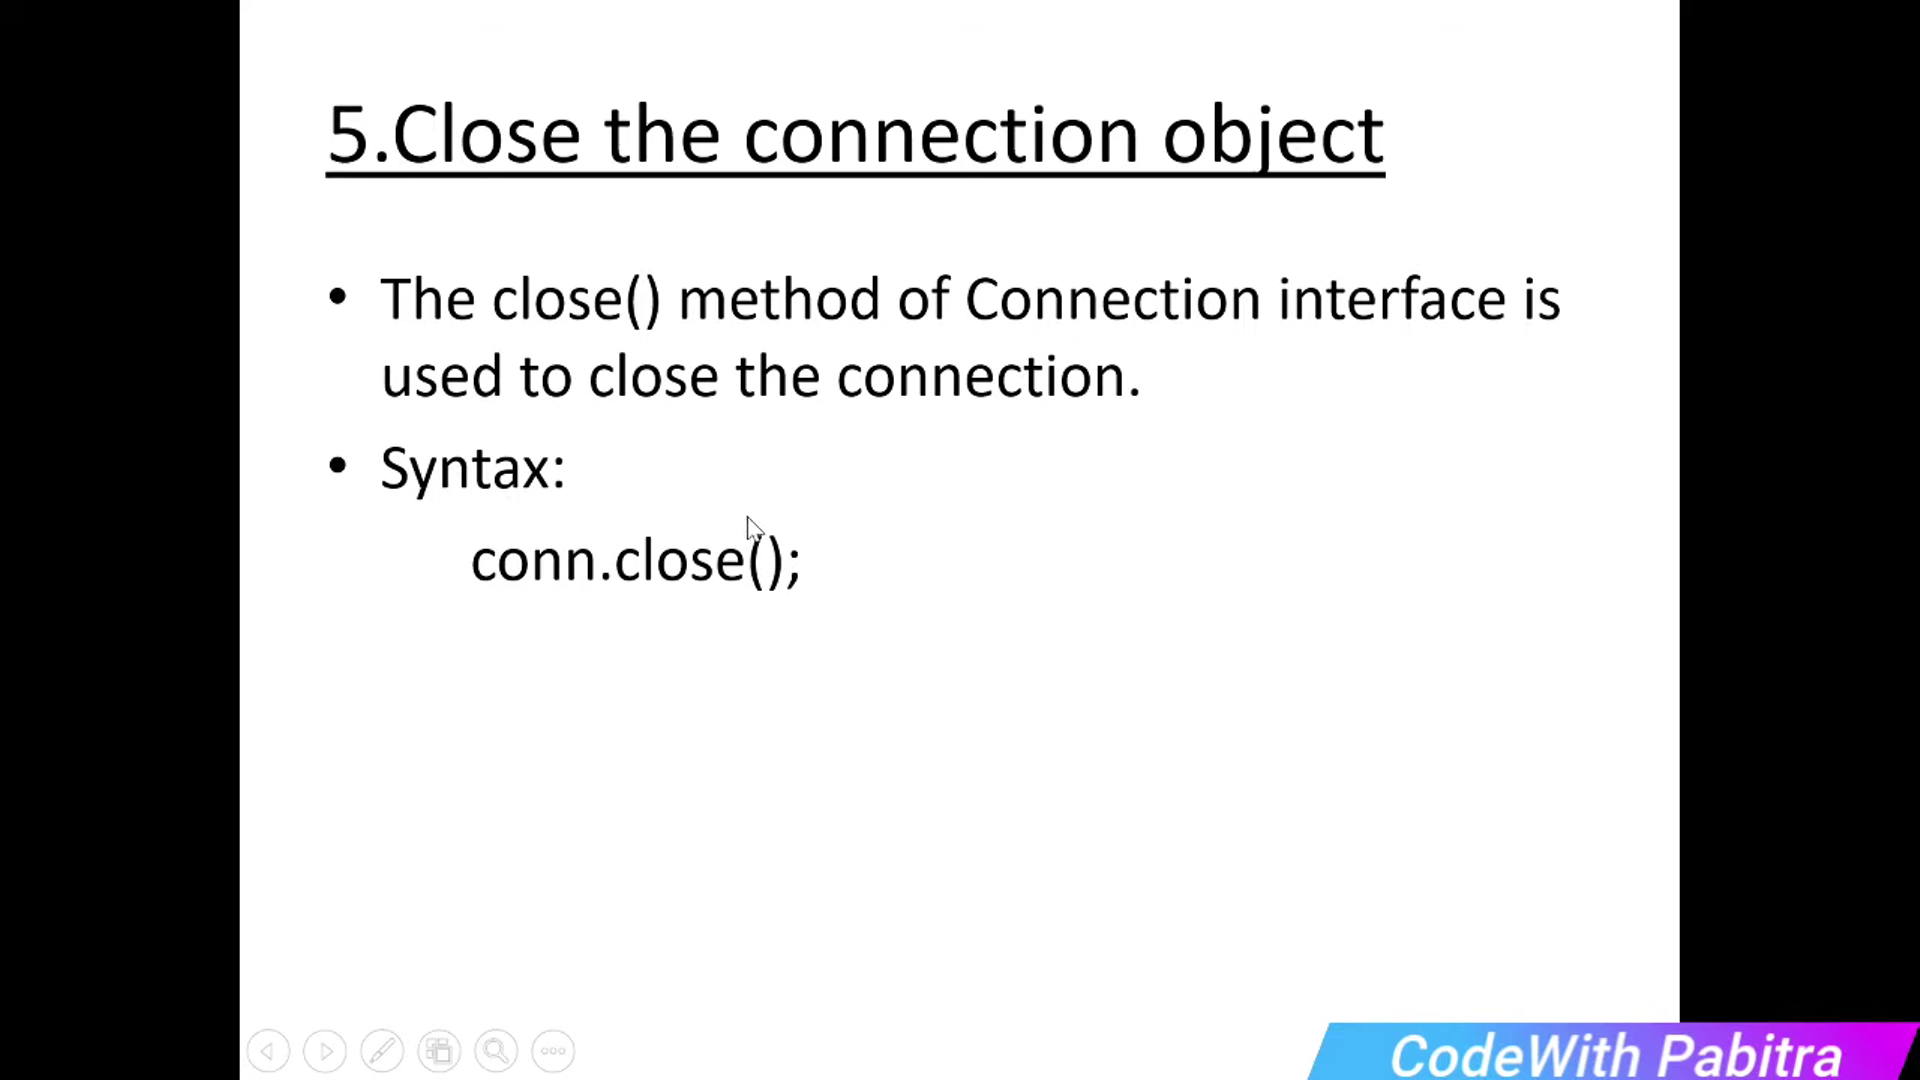 5.Close the connection object
• The close() method of Connection interface is
used to close the connection.
• Syntax:
conn.close();
CodeWith Pabitra